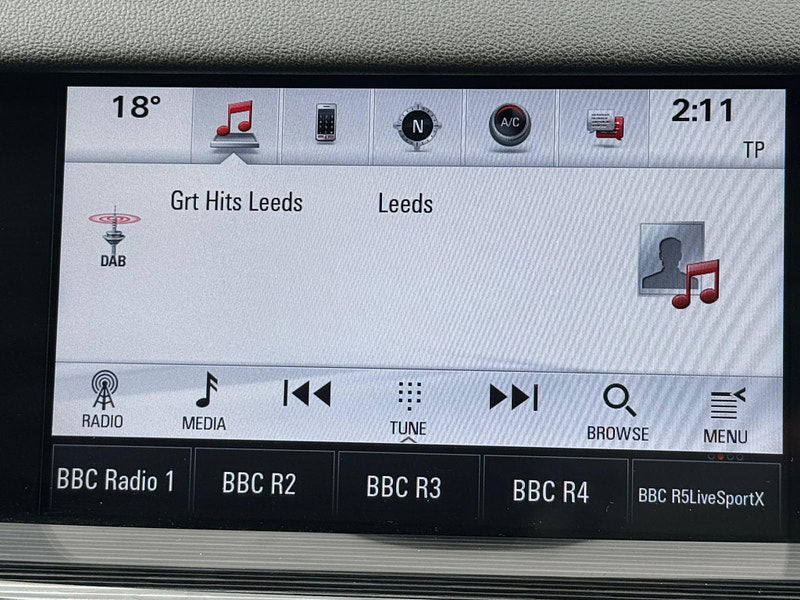 18°
N
A/C
2:11
TP
Grt Hits Leeds
Leeds
DAB
RADIO
MEDIA
TUNE
BROWSE
MENU
BBC Radio 1
BBC R2
BBC R3
BBC R4
BBC R5LiveSportX